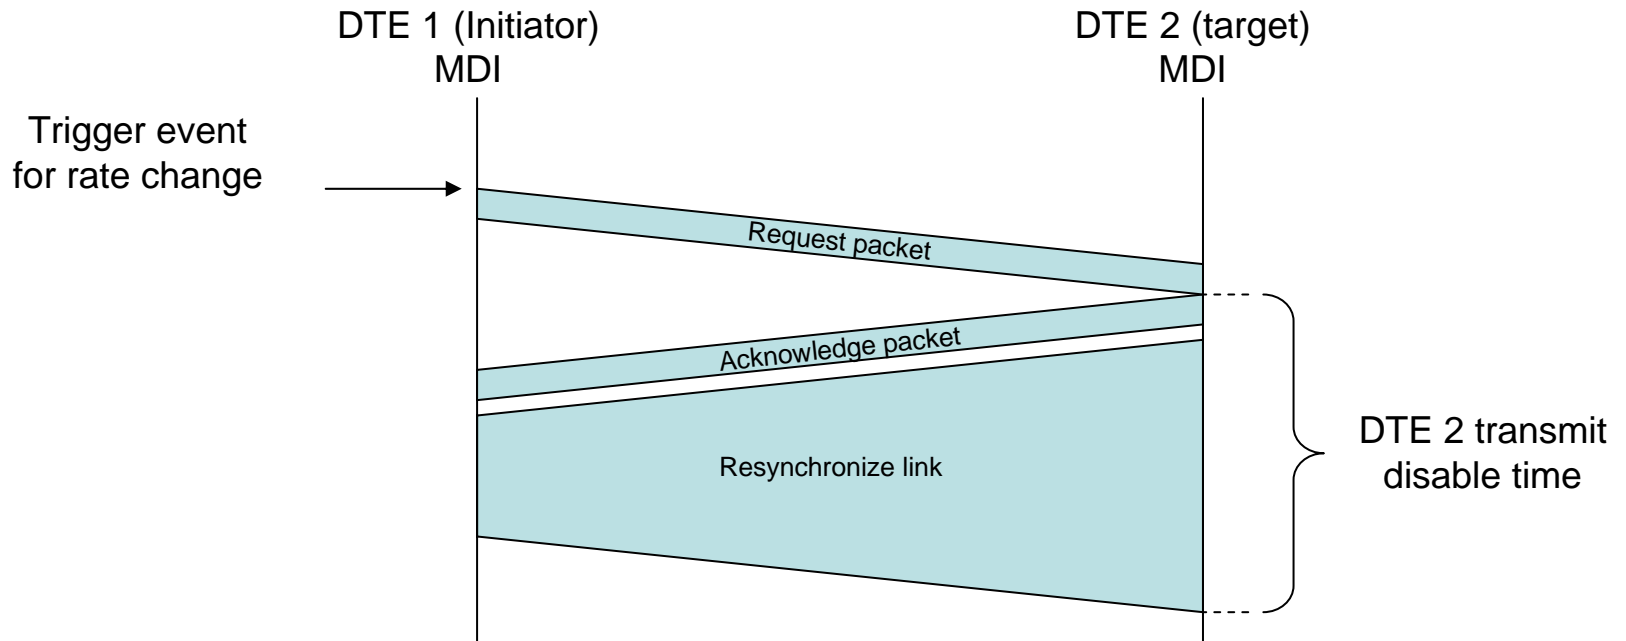 DTE 1 (Initiator)
MDI
DTE 2 (target)
MDI
Trigger event
for rate change
Request packet
Acknowledge packet
Resynchronize link
DTE 2 transmit
disable time